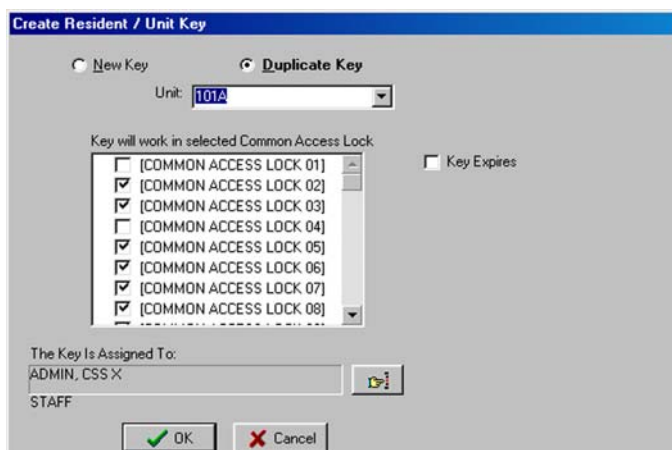 Create Resident / Unit Key
New Key Duplicate Key
Unit: 101A
Key will work in selected Common Access Lock
[COMMON ACCESS LOCK 01] Key Expires
[COMMON ACCESS LOCK 02]
[COMMON ACCESS LOCK 03]
[COMMON ACCESS LOCK 04]
[COMMON ACCESS LOCK 05]
[COMMON ACCESS LOCK 06]
[COMMON ACCESS LOCK 07]
[COMMON ACCESS LOCK 08]
The Key Is Assigned To:
ADMIN, CSS X
STAFF
OK Cancel